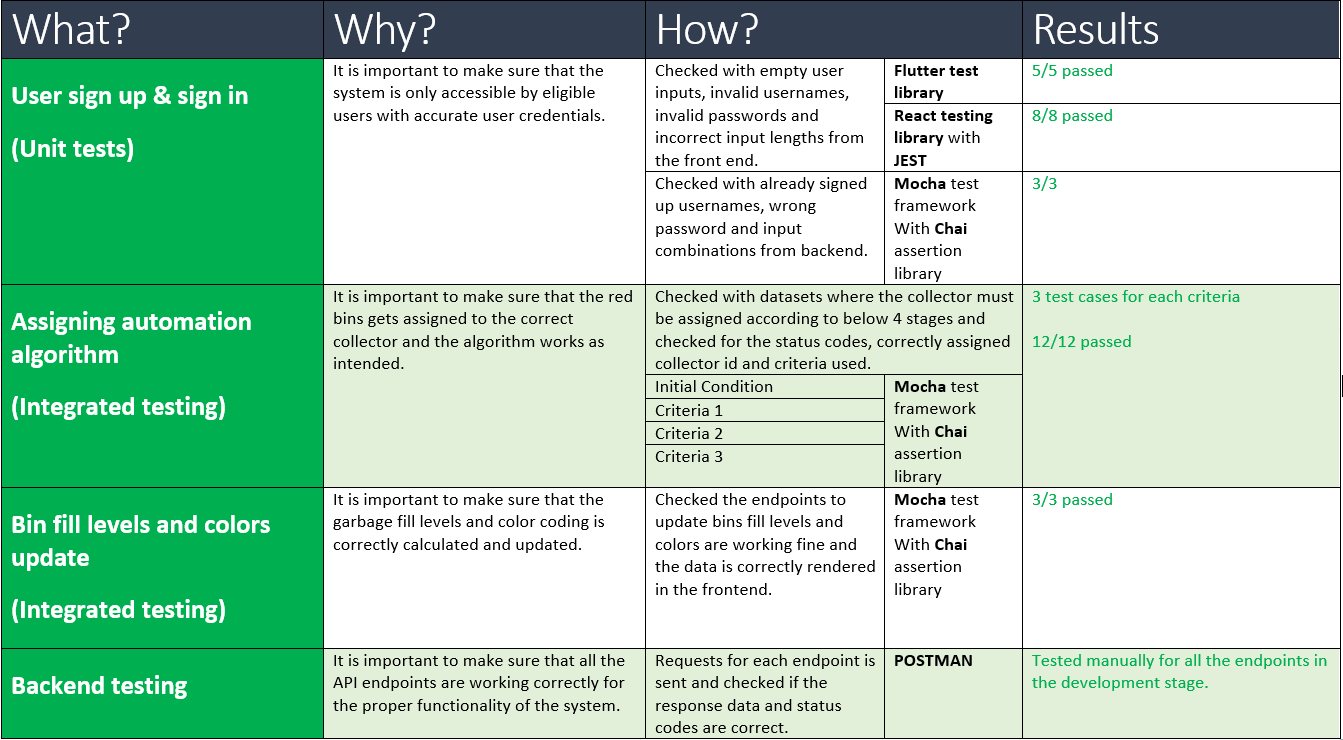 What?
Why?
How?
Results
User sign up & sign in
(Unit tests)
It is important to make sure that the
system is only accessible by eligible
users with accurate user credentials.
Checked with empty user
inputs, invalid usernames,
invalid passwords and
incorrect input lengths from
the front end.
Flutter test
library
5/5 passed
React testing
library with
JEST
8/8 passed
Checked with already signed
up usernames, wrong
password and input
combinations from backend.
Mocha test
framework
With Chai
assertion
library
3/3
Assigning automation
algorithm
(Integrated testing)
It is important to make sure that the red
bins gets assigned to the correct
collector and the algorithm works as
intended.
Checked with datasets where the collector must
be assigned according to below 4 stages and
checked for the status codes, correctly assigned
collector id and criteria used.
Initial Condition
Criteria 1
Criteria 2
Criteria 3
Mocha test
framework
With Chai
assertion
library
3 test cases for each criteria
12/12 passed
Bin fill levels and colors
update
(Integrated testing)
It is important to make sure that the
garbage fill levels and color coding is
correctly calculated and updated.
Checked the endpoints to
update bins fill levels and
colors are working fine and
the data is correctly rendered
in the frontend.
Mocha test
framework
With Chai
assertion
library
3/3 passed
Backend testing
It is important to make sure that all the
API endpoints are working correctly for
the proper functionality of the system.
Requests for each endpoint is
sent and checked if the
response data and status
codes are correct.
POSTMAN
Tested manually for all the endpoints in
the development stage.